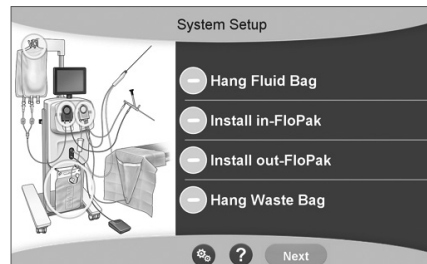 System Setup
Hang Fluid Bag
Install in-FloPak
Install out-FloPak
Hang Waste Bag
?
Next